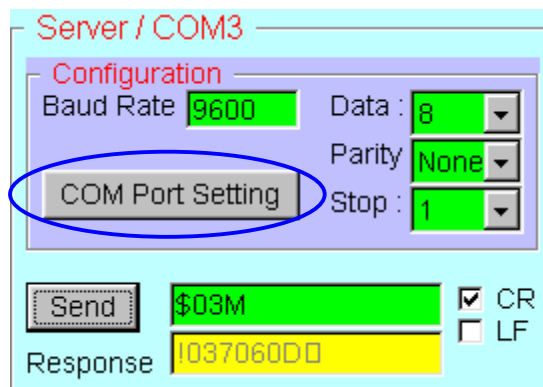 Server / COM3
Configuration
Baud Rate 9600 Data : 8
Parity None
COM Port Setting Stop : 1
Send $03M CR
LF
Response !037060D□